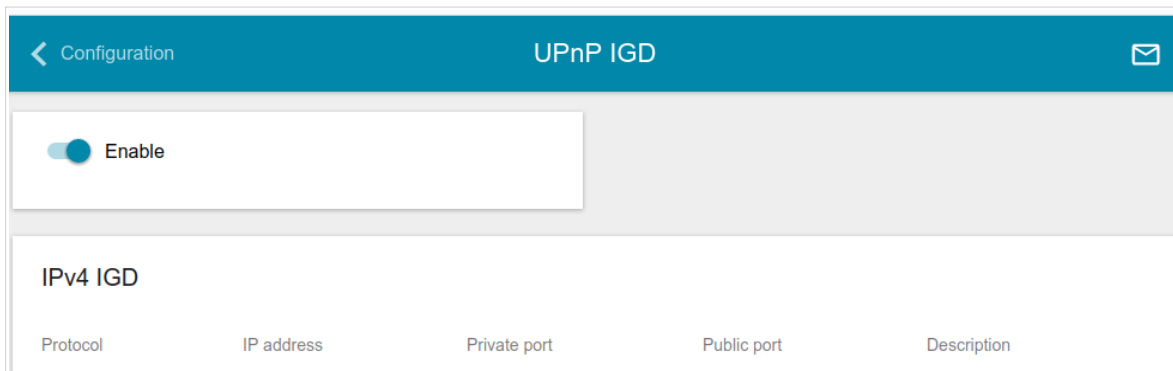 Configuration UPnP IGD
Enable
IPv4 IGD
Protocol IP address Private port Public port Description